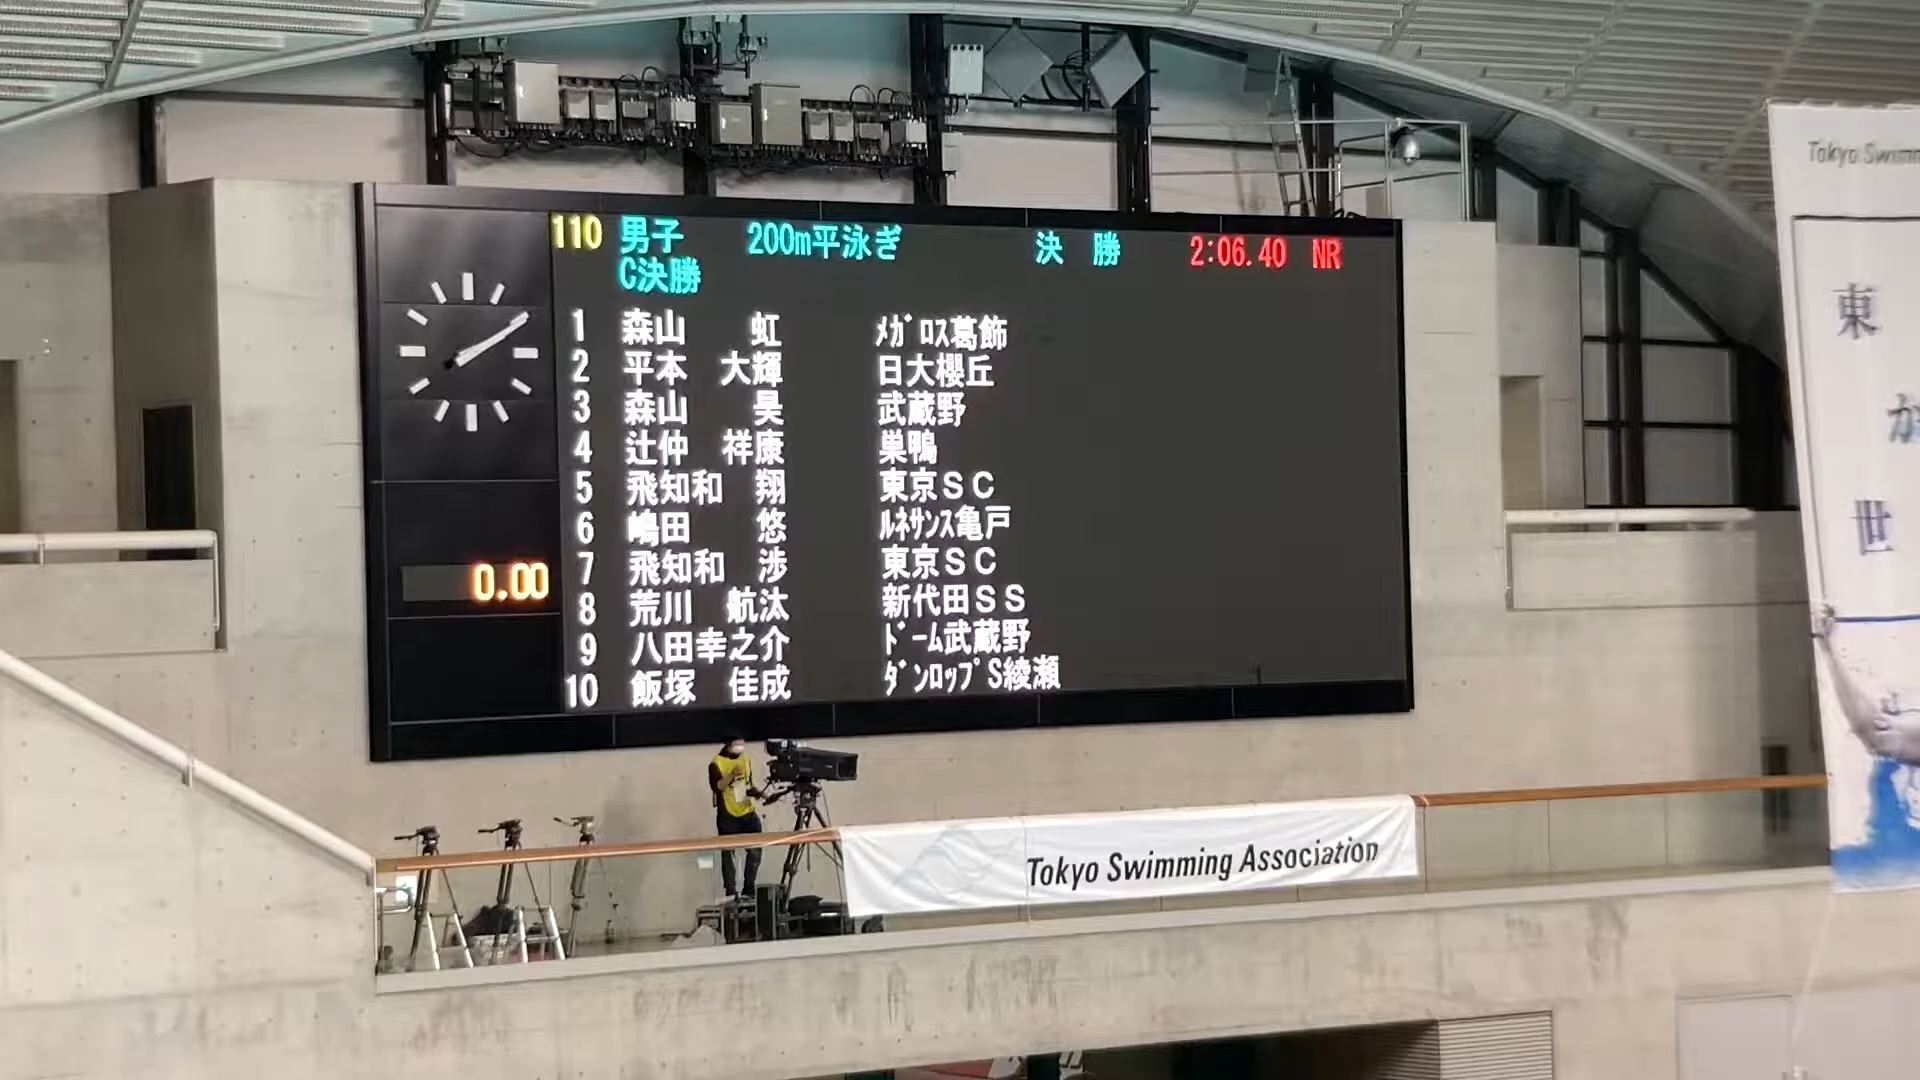 110 男子 200m平泳ぎ 決 勝 2:06.40 NR
C決勝
1 森山 虹 ﾒｶﾞﾛｽ葛飾
2 平本 大輝 日大櫻丘
3 森山 昊 武蔵野
4 辻仲 祥康 巣鴨
5 飛知和 翔 東京ＳＣ
6 嶋田 悠 ﾙﾈｻﾝｽ亀戸
7 飛知和 渉 東京ＳＣ
8 荒川 航汰 新代田ＳＳ
9 八田幸之介 ﾄﾞｰﾑ武蔵野
10 飯塚 佳成 ﾀﾞﾝﾛｯﾌﾟS綾瀬
0.00
Tokyo Swimming Association
Tokyo
東
が
世